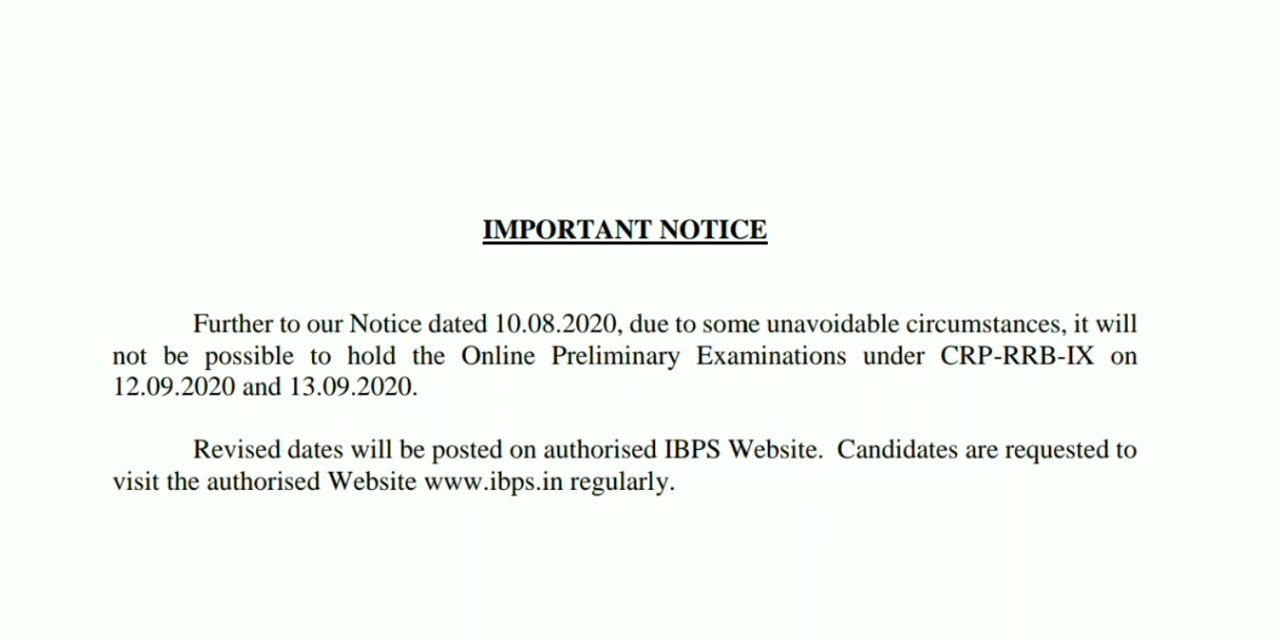 IMPORTANT NOTICE
Further to our Notice dated 10.08.2020, due to some unavoidable circumstances, it will
not be possible to hold the Online Preliminary Examinations under CRP-RRB-IX on
12.09.2020 and 13.09.2020.
Revised dates will be posted on authorised IBPS Website. Candidates are requested to
visit the authorised Website www.ibps.in regularly.